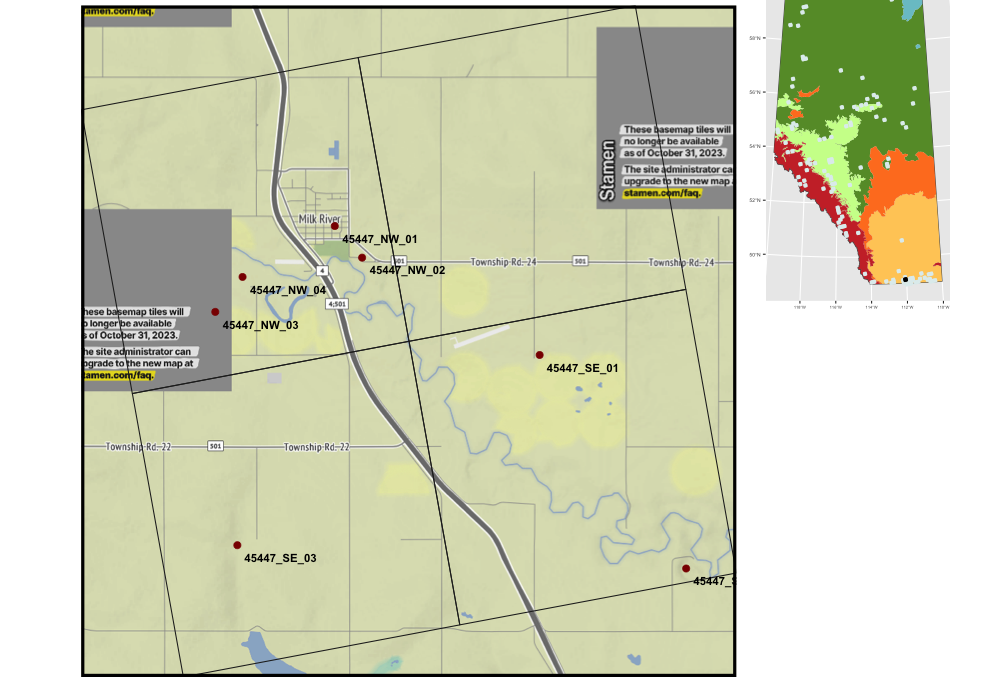 stamen.com/faq.
These basemap tiles will
no longer be available
as of October 31, 2023.
The site administrator ca
upgrade to the new map
stamen.com/faq.
Stamen
Milk River
45447_NW_01
501
Township Rd. 24
501
Township Rd. 24
45447_NW_02
4
45447_NW_04
4;501
hese basemap tiles will
o longer be available
s of October 31, 2023.
he site administrator can
pgrade to the new map at
tamen.com/faq.
45447_NW_03
45447_SE_01
Township Rd. 22
501
Township Rd. 22
45447_SE_03
45447_S
58°N
56°N
54°N
52°N
50°N
118°W
116°W
114°W
112°W
110°W